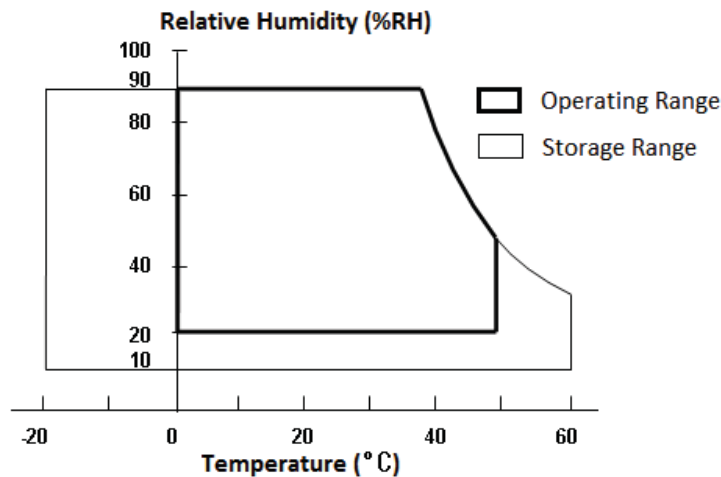 Relative Humidity (%RH)
100
90
80
60
40
20
10
Operating Range
Storage Range
-20 0 20 40 60
Temperature (°C)